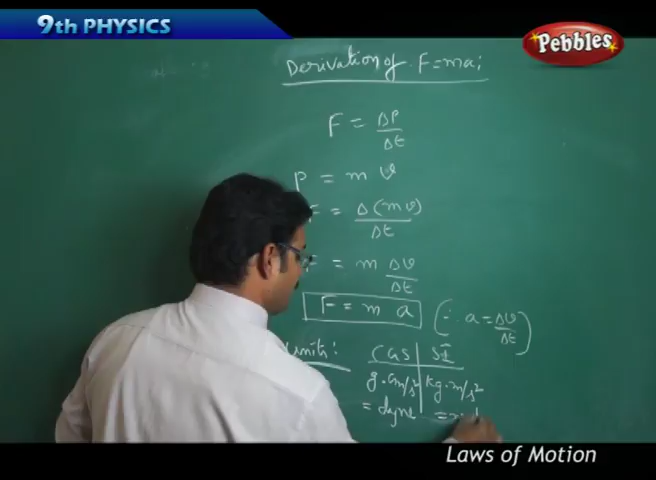 9th PHYSICS
Pebbles
Derivation of F=ma;
F = ΔP/Δt
P = m v
= Δ(mv)/Δt
= m Δv/Δt
F = m a (∵ a = Δv/Δt)
Units: CGS SI
g.cm/s² kg.m/s²
= dyne =
Laws of Motion